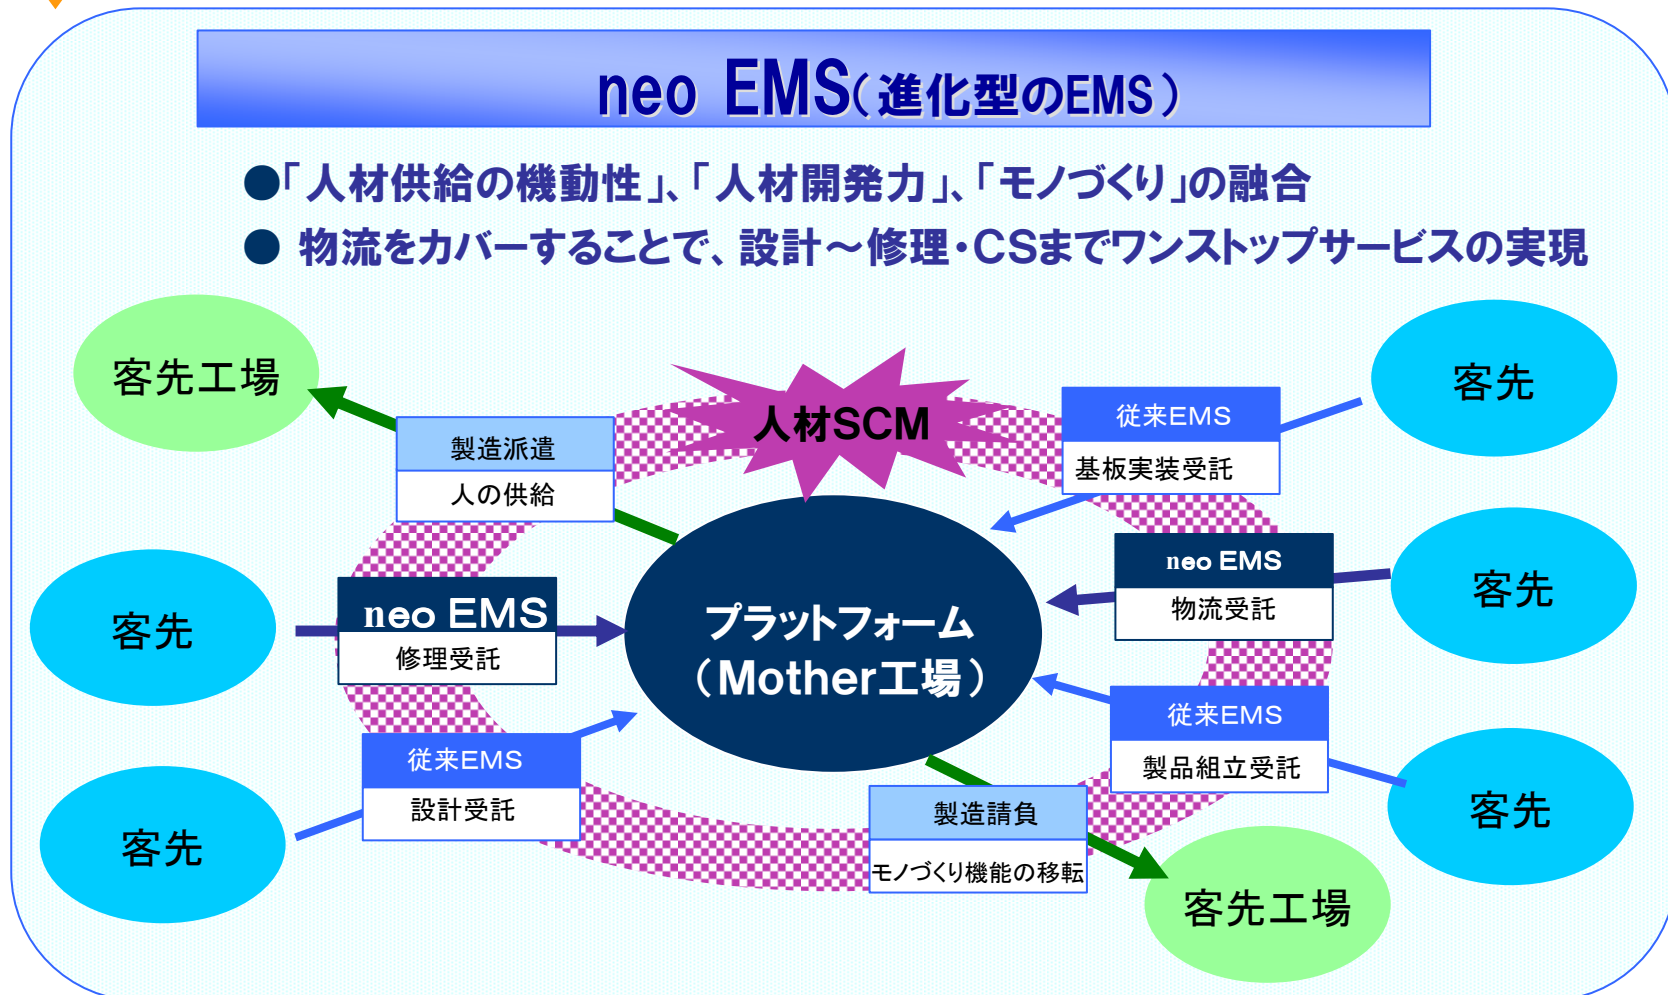 neo EMS(進化型のEMS)
●「人材供給の機動性」、「人材開発力」、「モノづくり」の融合
● 物流をカバーすることで、設計～修理・CSまでワンストップサービスの実現
客先工場
人材SCM
従来EMS
基板実装受託
客先
製造派遣
人の供給
neo EMS
物流受託
客先
客先
neo EMS
修理受託
プラットフォーム
(Mother工場)
従来EMS
製品組立受託
客先
従来EMS
設計受託
客先
製造請負
モノづくり機能の移転
客先工場